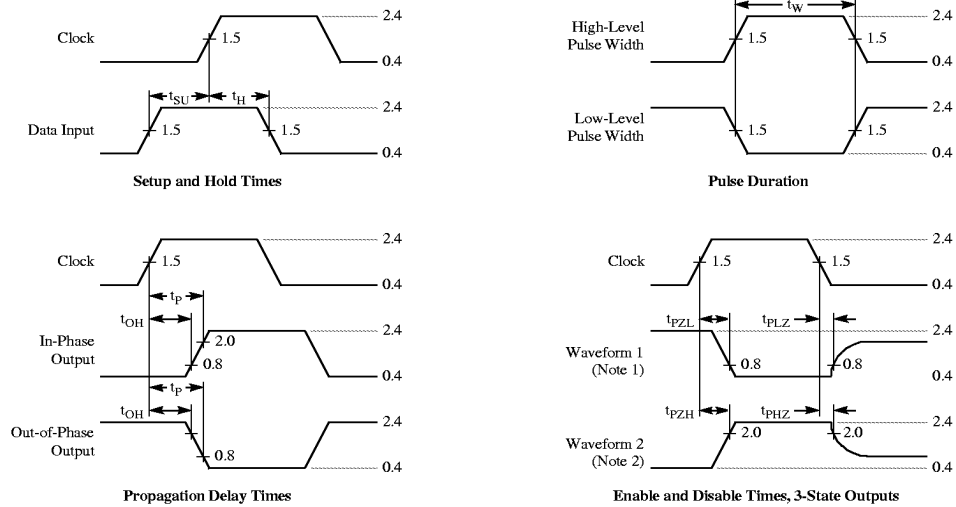 2.4
Clock
1.5
0.4
tSU
tH
2.4
Data Input
1.5
1.5
0.4
Setup and Hold Times
tW
2.4
High-Level
Pulse Width
1.5
1.5
0.4
2.4
Low-Level
Pulse Width
1.5
1.5
0.4
Pulse Duration
2.4
Clock
1.5
0.4
tP
tOH
2.4
In-Phase
Output
2.0
0.8
0.4
tP
tOH
2.4
Out-of-Phase
Output
0.8
0.4
Propagation Delay Times
2.4
Clock
1.5
1.5
0.4
tPZL
tPLZ
2.4
Waveform 1
(Note 1)
0.8
0.8
0.4
tPZH
tPHZ
2.4
Waveform 2
(Note 2)
2.0
2.0
0.4
Enable and Disable Times, 3-State Outputs